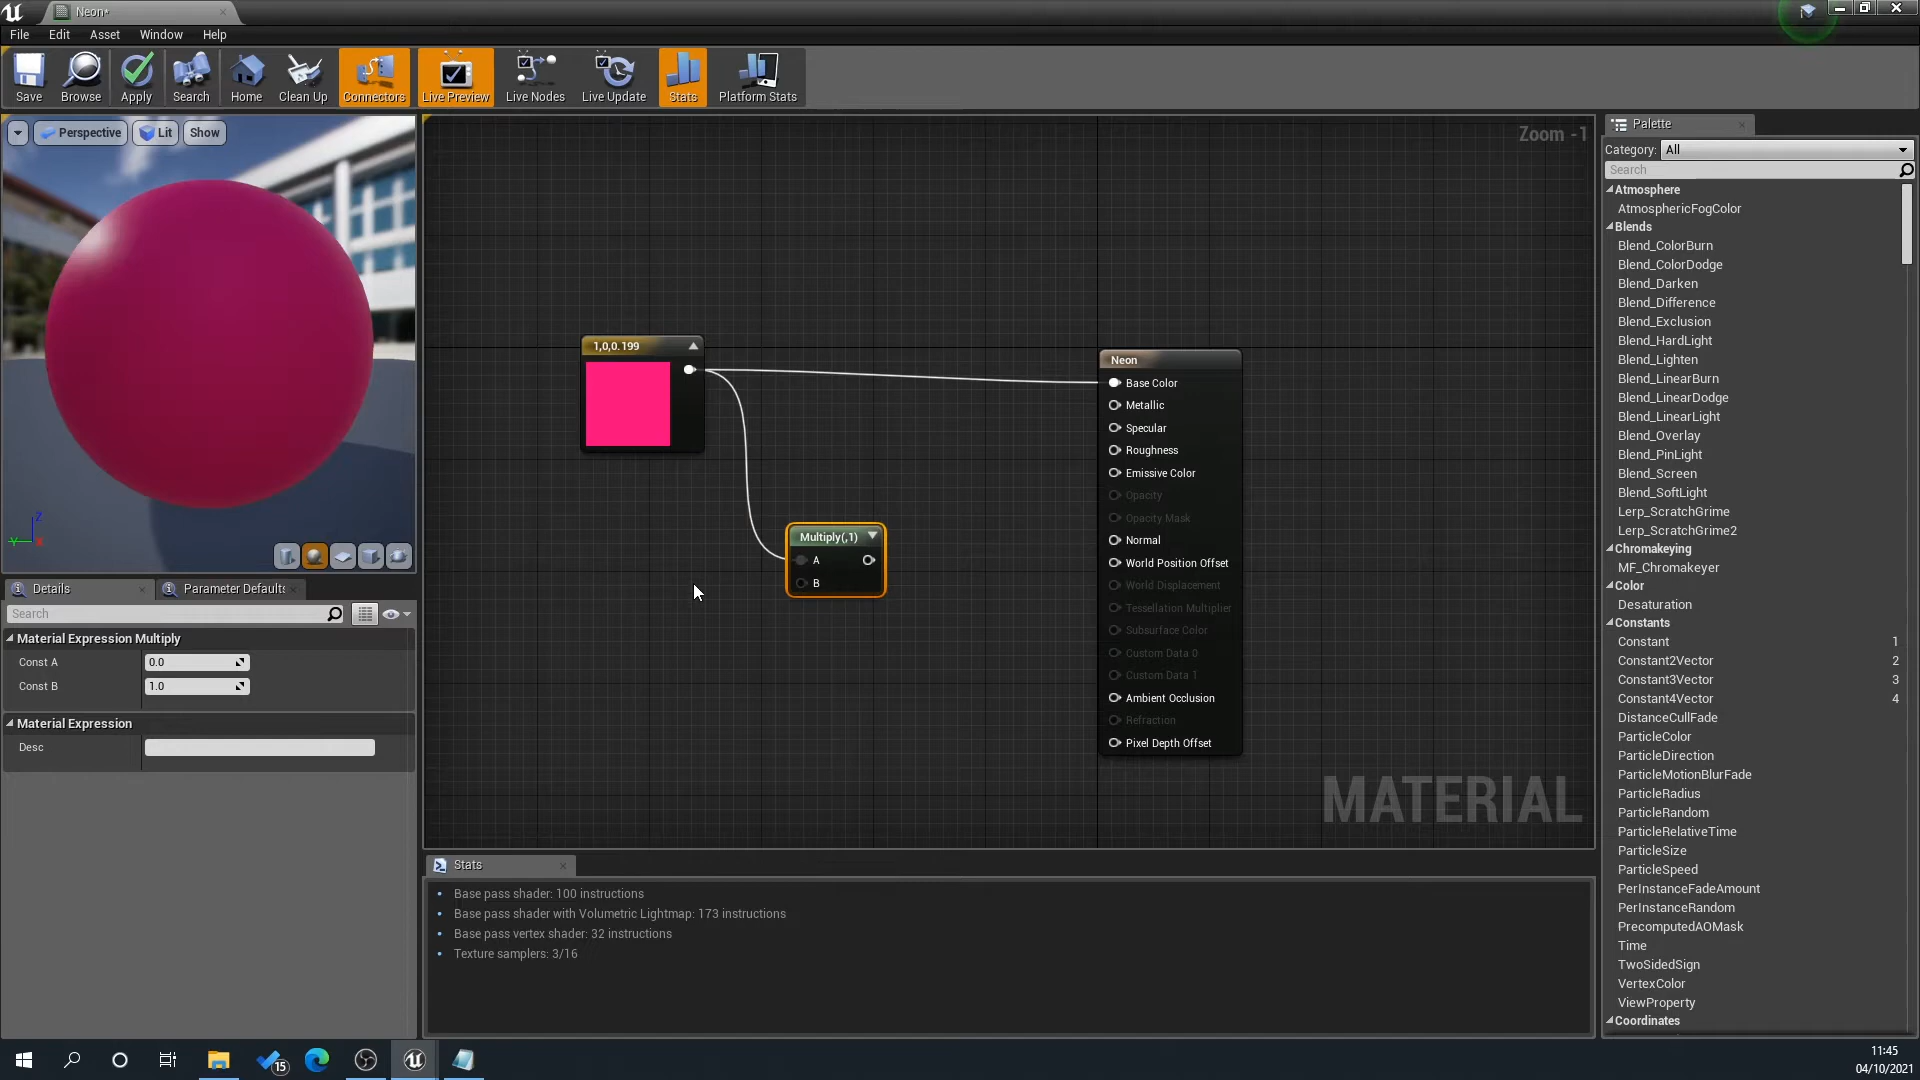 Neon*
File Edit Asset Window Help
Save Browse Apply Search Home Clean Up Connectors Live Preview Live Nodes Live Update Stats Platform Stats
Perspective Lit Show
Zoom -1
Palette
Category: All
Search
Atmosphere
AtmosphericFogColor
Blends
Blend_ColorBurn
Blend_ColorDodge
Blend_Darken
Blend_Difference
Blend_Exclusion
Blend_HardLight
Blend_Lighten
Blend_LinearBurn
Blend_LinearDodge
Blend_LinearLight
Blend_Overlay
Blend_PinLight
Blend_Screen
Blend_SoftLight
Lerp_ScratchGrime
Lerp_ScratchGrime2
Chromakeying
MF_Chromakeyer
Color
Desaturation
Constants
Constant 1
Constant2Vector 2
Constant3Vector 3
Constant4Vector 4
DistanceCullFade
ParticleColor
ParticleDirection
ParticleMotionBlurFade
ParticleRadius
ParticleRandom
ParticleRelativeTime
ParticleSize
ParticleSpeed
PerInstanceFadeAmount
PerInstanceRandom
PrecomputedAOMask
Time
TwoSidedSign
VertexColor
ViewProperty
Coordinates
1,0,0.199
Multiply(,1)
A
B
Neon
Base Color
Metallic
Specular
Roughness
Emissive Color
Opacity
Opacity Mask
Normal
World Position Offset
World Displacement
Tessellation Multiplier
Subsurface Color
Custom Data 0
Custom Data 1
Ambient Occlusion
Refraction
Pixel Depth Offset
MATERIAL
Z
Y
X
Details Parameter Defaults
Search
Material Expression Multiply
Const A 0.0
Const B 1.0
Material Expression
Desc
Stats
Base pass shader: 100 instructions
Base pass shader with Volumetric Lightmap: 173 instructions
Base pass vertex shader: 32 instructions
Texture samplers: 3/16
15
11:45
04/10/2021